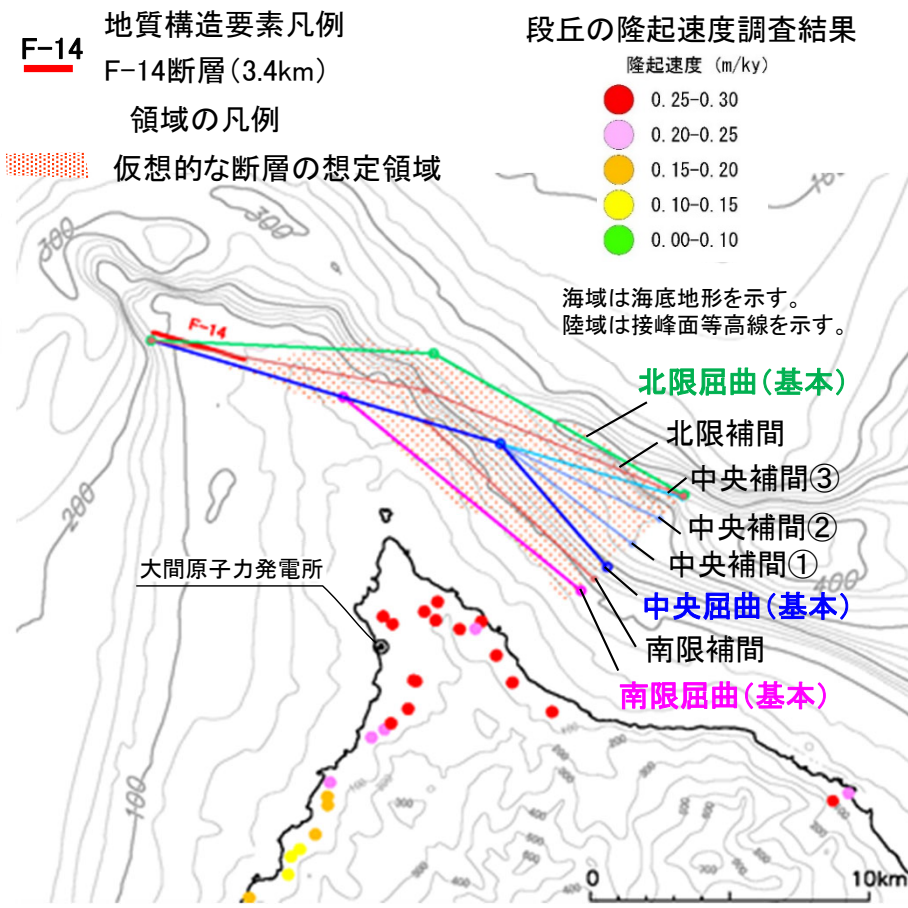 F-14
地質構造要素凡例
F-14断層(3.4km)
領域の凡例
仮想的な断層の想定領域
段丘の隆起速度調査結果
隆起速度 (m/ky)
0.25-0.30
0.20-0.25
0.15-0.20
0.10-0.15
0.00-0.10
海域は海底地形を示す。
陸域は接峰面等高線を示す。
300
300
100
F-14
北限屈曲(基本)
北限補間
中央補間③
中央補間②
中央補間①
中央屈曲(基本)
南限補間
南限屈曲(基本)
200
400
大間原子力発電所
100
0
10km